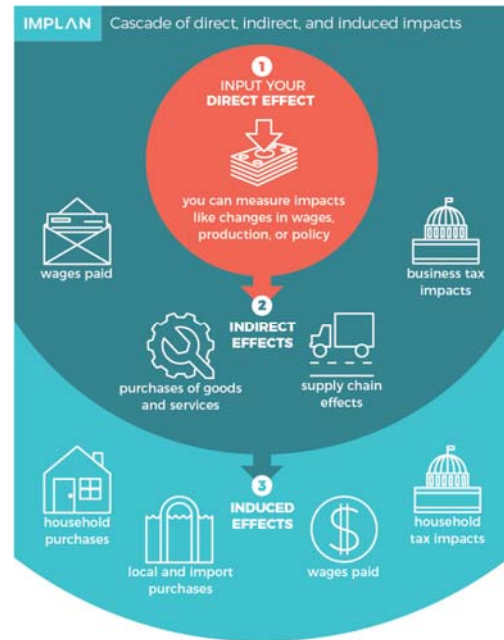 IMPLAN Cascade of direct, indirect, and induced impacts
1
INPUT YOUR
DIRECT EFFECT
you can measure impacts
like changes in wages,
production, or policy
wages paid
business tax
impacts
2
INDIRECT
EFFECTS
purchases of goods
and services
supply chain
effects
3
INDUCED
EFFECTS
household
purchases
local and import
purchases
wages paid
household
tax impacts